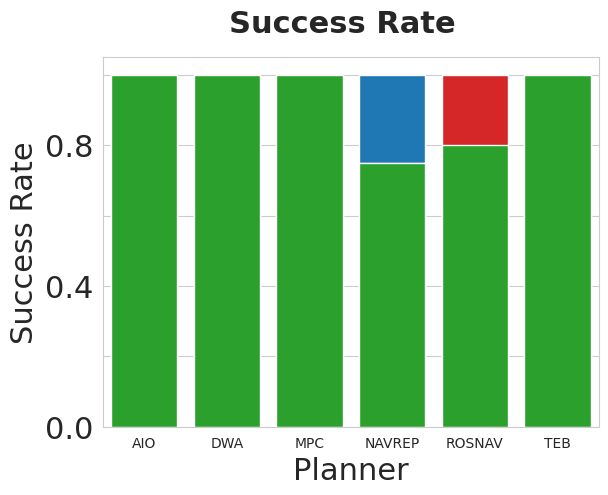 Success Rate
Success Rate
0.8
0.4
0.0
AIO DWA MPC NAVREP ROSNAV TEB
Planner